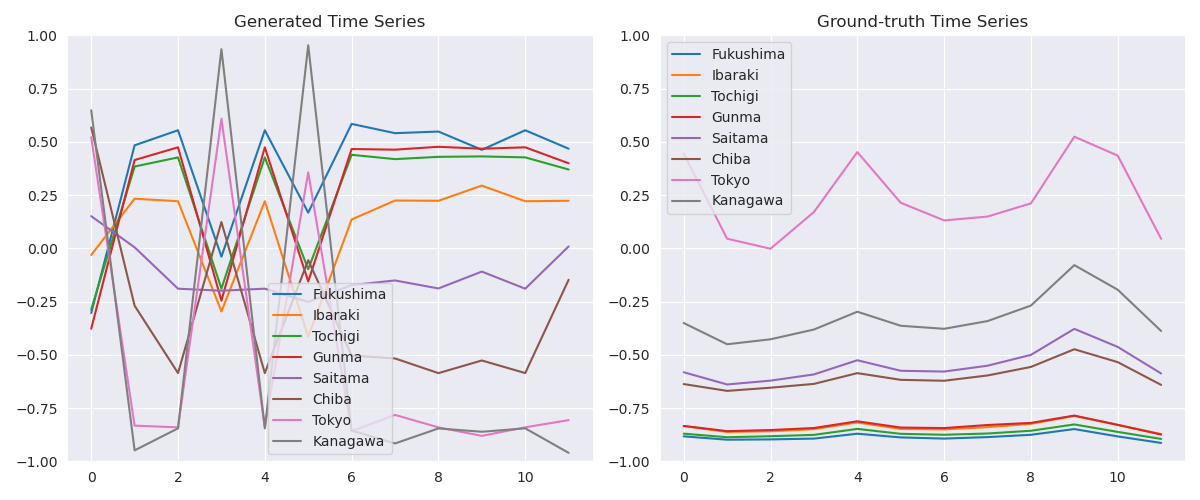 Generated Time Series
1.00
0.75
0.50
0.25
0.00
−0.25
−0.50
−0.75
−1.00
0 2 4 6 8 10
Fukushima
Ibaraki
Tochigi
Gunma
Saitama
Chiba
Tokyo
Kanagawa
Ground-truth Time Series
1.00
0.75
0.50
0.25
0.00
−0.25
−0.50
−0.75
−1.00
0 2 4 6 8 10
Fukushima
Ibaraki
Tochigi
Gunma
Saitama
Chiba
Tokyo
Kanagawa